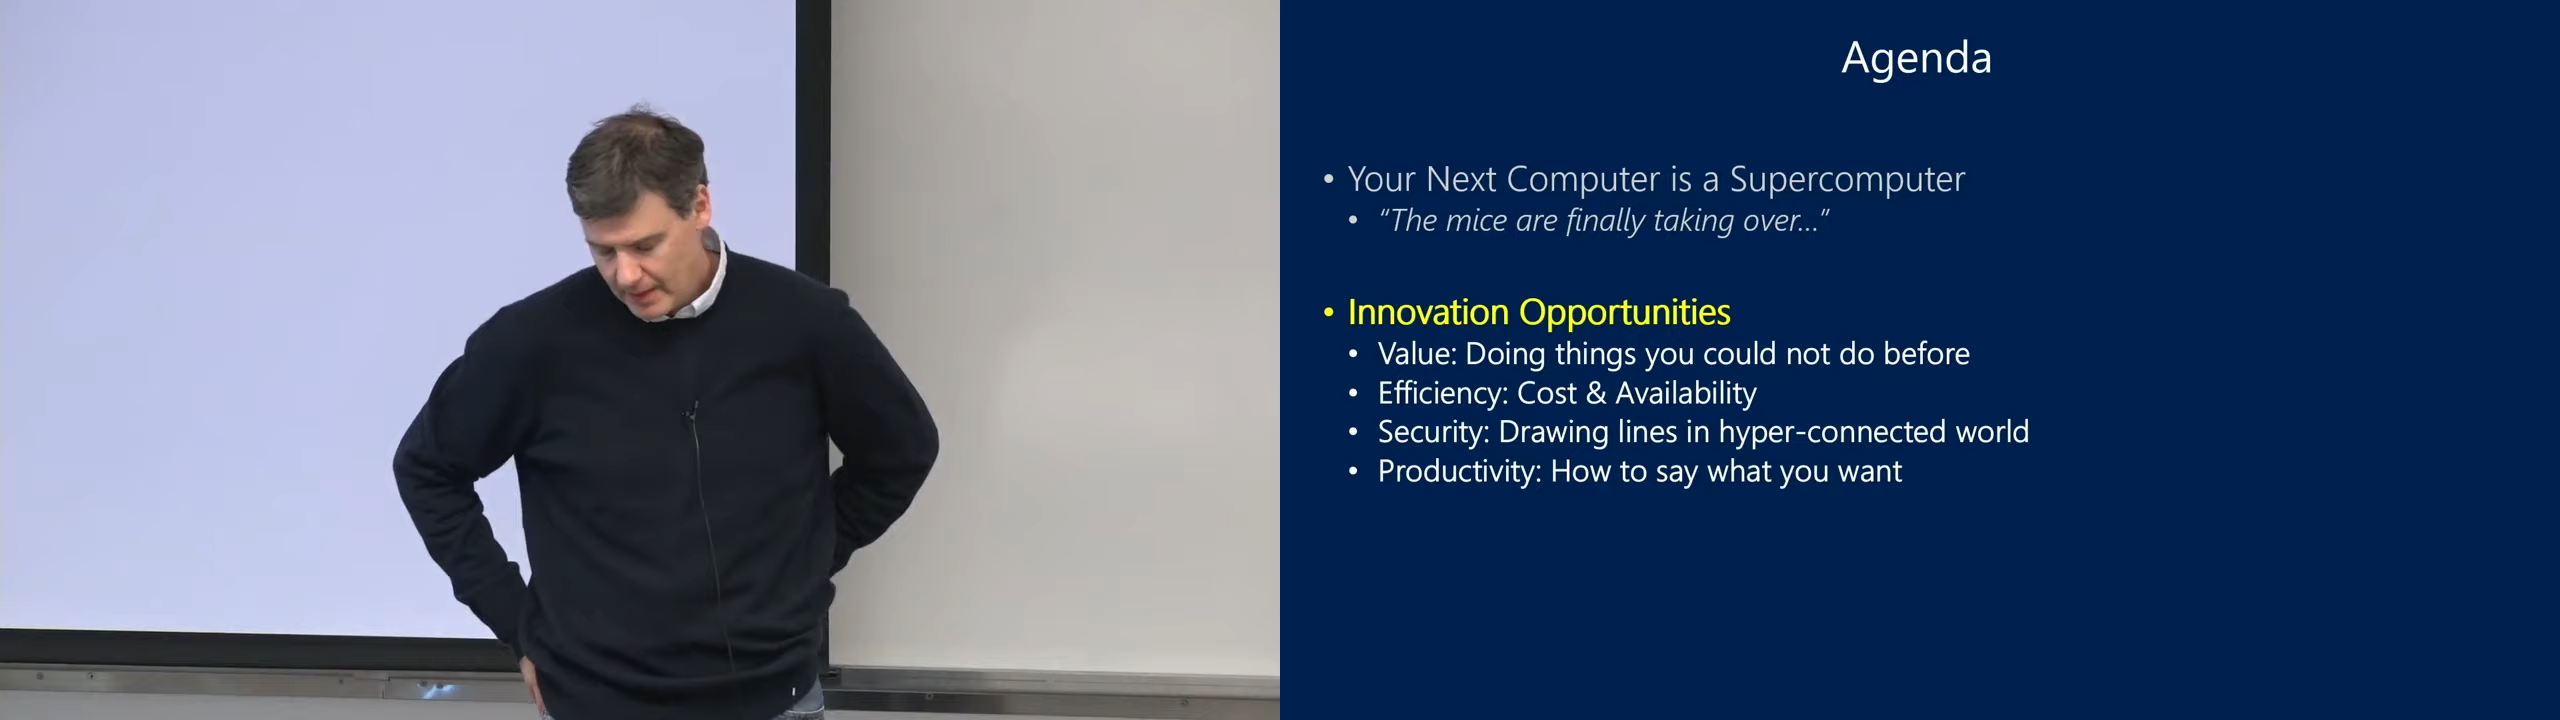 Agenda
• Your Next Computer is a Supercomputer
• “The mice are finally taking over...”
• Innovation Opportunities
• Value: Doing things you could not do before
• Efficiency: Cost & Availability
• Security: Drawing lines in hyper-connected world
• Productivity: How to say what you want